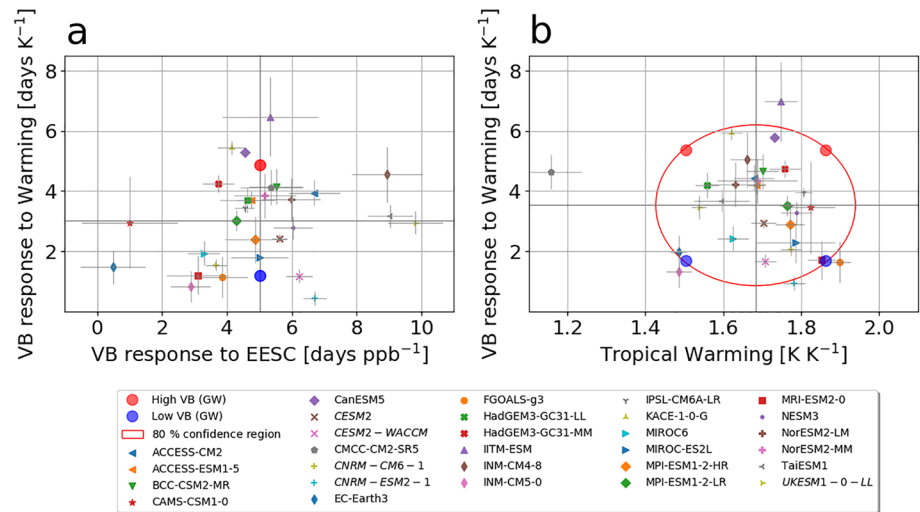 a
b
VB response to Warming [days K⁻¹]
8
6
4
2
0
2
4
6
8
10
VB response to EESC [days ppb⁻¹]
VB response to Warming [days K⁻¹]
8
6
4
2
1.2
1.4
1.6
1.8
2.0
Tropical Warming [K K⁻¹]
High VB (GW)
Low VB (GW)
80 % confidence region
ACCESS-CM2
ACCESS-ESM1-5
BCC-CSM2-MR
CAMS-CSM1-0
CanESM5
CESM2
CESM2-WACCM
CMCC-CM2-SR5
CNRM-CM6-1
CNRM-ESM2-1
EC-Earth3
FGOALS-g3
HadGEM3-GC31-LL
HadGEM3-GC31-MM
IITM-ESM
INM-CM4-8
INM-CM5-0
IPSL-CM6A-LR
KACE-1-0-G
MIROC6
MIROC-ES2L
MPI-ESM1-2-HR
MPI-ESM1-2-LR
MRI-ESM2-0
NESM3
NorESM2-LM
NorESM2-MM
TaiESM1
UKESM1-0-LL